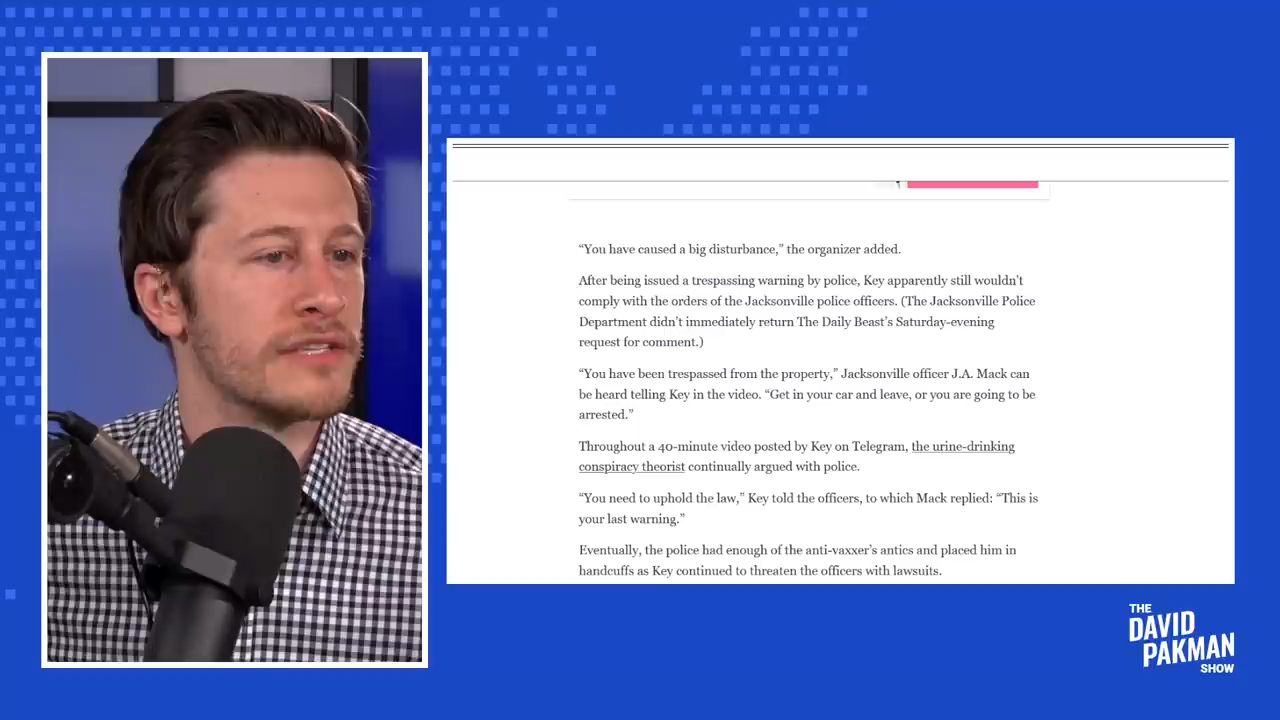 “You have caused a big disturbance,” the organizer added.
After being issued a trespassing warning by police, Key apparently still wouldn’t
comply with the orders of the Jacksonville police officers. (The Jacksonville Police
Department didn’t immediately return The Daily Beast’s Saturday-evening
request for comment.)
“You have been trespassed from the property,” Jacksonville officer J.A. Mack can
be heard telling Key in the video. “Get in your car and leave, or you are going to be
arrested.”
Throughout a 40-minute video posted by Key on Telegram, the urine-drinking
conspiracy theorist continually argued with police.
“You need to uphold the law,” Key told the officers, to which Mack replied: “This is
your last warning.”
Eventually, the police had enough of the anti-vaxxer’s antics and placed him in
handcuffs as Key continued to threaten the officers with lawsuits.
THE
DAVID
PAKMAN
SHOW